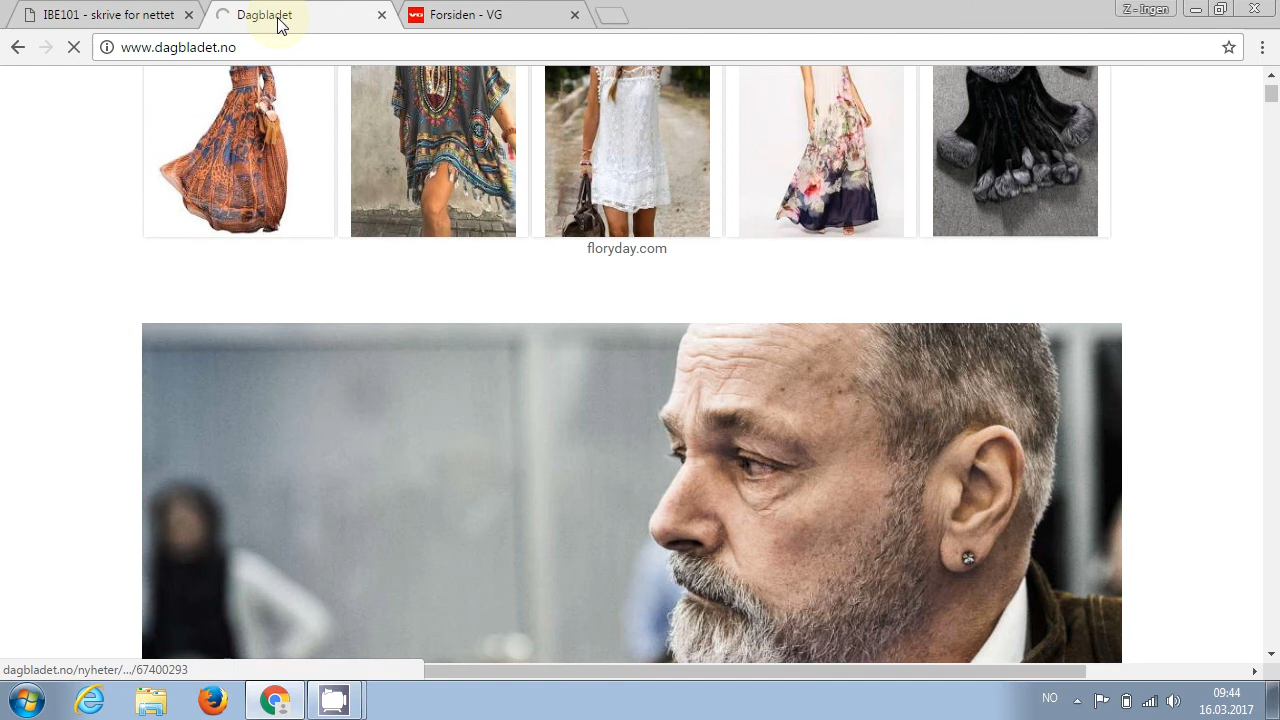 IBE101 - skrive for nettet
Dagbladet
VG
Forsiden - VG
Z - Ingen
www.dagbladet.no
floryday.com
dagbladet.no/nyheter/.../67400293
NO
09:44
16.03.2017